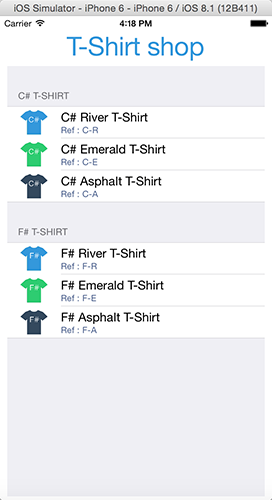 iOS Simulator - iPhone 6 - iPhone 6 / iOS 8.1 (12B411)
Carrier 4:18 PM
T-Shirt shop
C# T-SHIRT
C# C# River T-Shirt
Ref : C-R
C# C# Emerald T-Shirt
Ref : C-E
C# C# Asphalt T-Shirt
Ref : C-A
F# T-SHIRT
F# F# River T-Shirt
Ref : F-R
F# F# Emerald T-Shirt
Ref : F-E
F# F# Asphalt T-Shirt
Ref : F-A